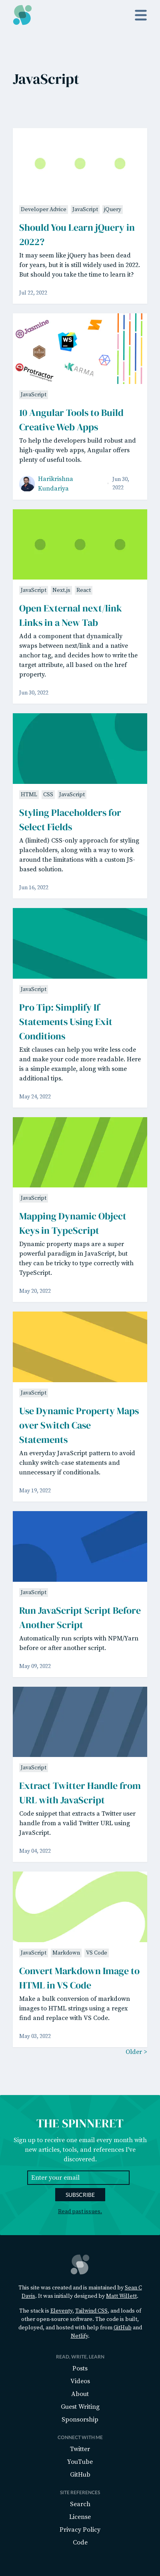 JavaScript
Developer Advice JavaScript jQuery
Should You Learn jQuery in
2022?
It may seem like jQuery has been dead
for years, but it is still widely used in 2022.
But should you take the time to learn it?
Jul 22, 2022
Jasmine
WS
KARMA
Protractor
JavaScript
10 Angular Tools to Build
Creative Web Apps
To help the developers build robust and
high-quality web apps, Angular offers
plenty of useful tools.
Harikrishna
Kundariya
Jun 30,
2022
JavaScript Next.js React
Open External next/link
Links in a New Tab
Add a component that dynamically
swaps between next/link and a native
anchor tag, and decides how to write the
target attribute, all based on the href
property.
Jun 30, 2022
HTML CSS JavaScript
Styling Placeholders for
Select Fields
A (limited) CSS-only approach for styling
placeholders, along with a way to work
around the limitations with a custom JS-
based solution.
Jun 16, 2022
JavaScript
Pro Tip: Simplify If
Statements Using Exit
Conditions
Exit clauses can help you write less code
and make your code more readable. Here
is a simple example, along with some
additional tips.
May 24, 2022
JavaScript
Mapping Dynamic Object
Keys in TypeScript
Dynamic property maps are a super
powerful paradigm in JavaScript, but
they can be tricky to type correctly with
TypeScript.
May 20, 2022
JavaScript
Use Dynamic Property Maps
over Switch Case
Statements
An everyday JavaScript pattern to avoid
chunky switch-case statements and
unnecessary if conditionals.
May 19, 2022
JavaScript
Run JavaScript Script Before
Another Script
Automatically run scripts with NPM/Yarn
before or after another script.
May 09, 2022
JavaScript
Extract Twitter Handle from
URL with JavaScript
Code snippet that extracts a Twitter user
handle from a valid Twitter URL using
JavaScript.
May 04, 2022
JavaScript Markdown VS Code
Convert Markdown Image to
HTML in VS Code
Make a bulk conversion of markdown
images to HTML strings using a regex
find and replace with VS Code.
May 03, 2022
Older >
THE SPINNERET
Sign up to receive one email every month with
new articles, tools, and references I've
discovered.
Enter your email
SUBSCRIBE
Read past issues.
This site was created and is maintained by Sean C
Davis. It was initially designed by Matt Willett.
The stack is Eleventy, Tailwind CSS, and loads of
other open-source software. The code is built,
deployed, and hosted with help from GitHub and
Netlify.
READ, WRITE, LEARN
Posts
Videos
About
Guest Writing
Sponsorship
CONNECT WITH ME
Twitter
YouTube
GitHub
SITE REFERENCES
Search
License
Privacy Policy
Code